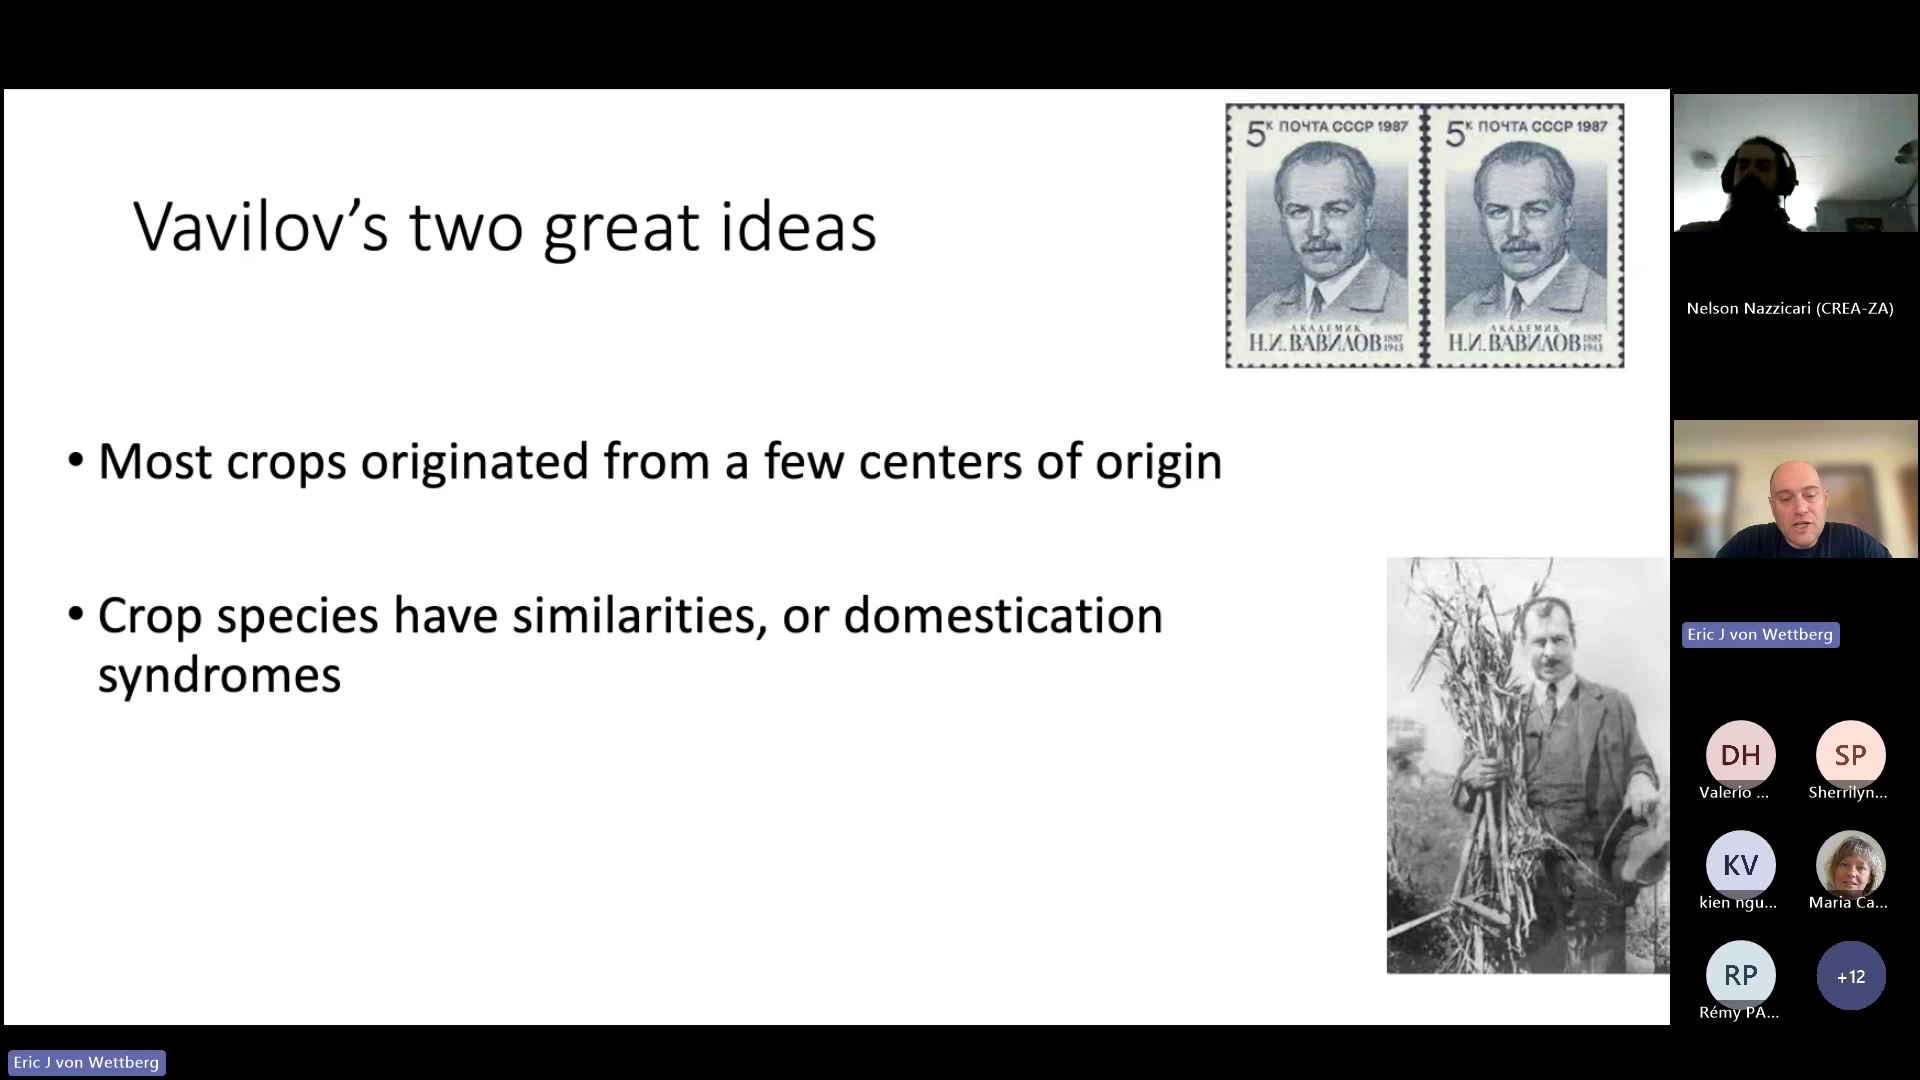 Vavilov’s two great ideas
5к ПОЧТА СССР 1987
АКАДЕМИК
Н.И.ВАВИЛОВ 1887
1943
5к ПОЧТА СССР 1987
АКАДЕМИК
Н.И.ВАВИЛОВ 1887
1943
• Most crops originated from a few centers of origin
• Crop species have similarities, or domestication
syndromes
Nelson Nazzicari (CREA-ZA)
Eric J von Wettberg
DH
Valerio ...
SP
Sherrilyn...
KV
kien ngu...
Maria Ca...
RP
Rémy PA...
+12
Eric J von Wettberg